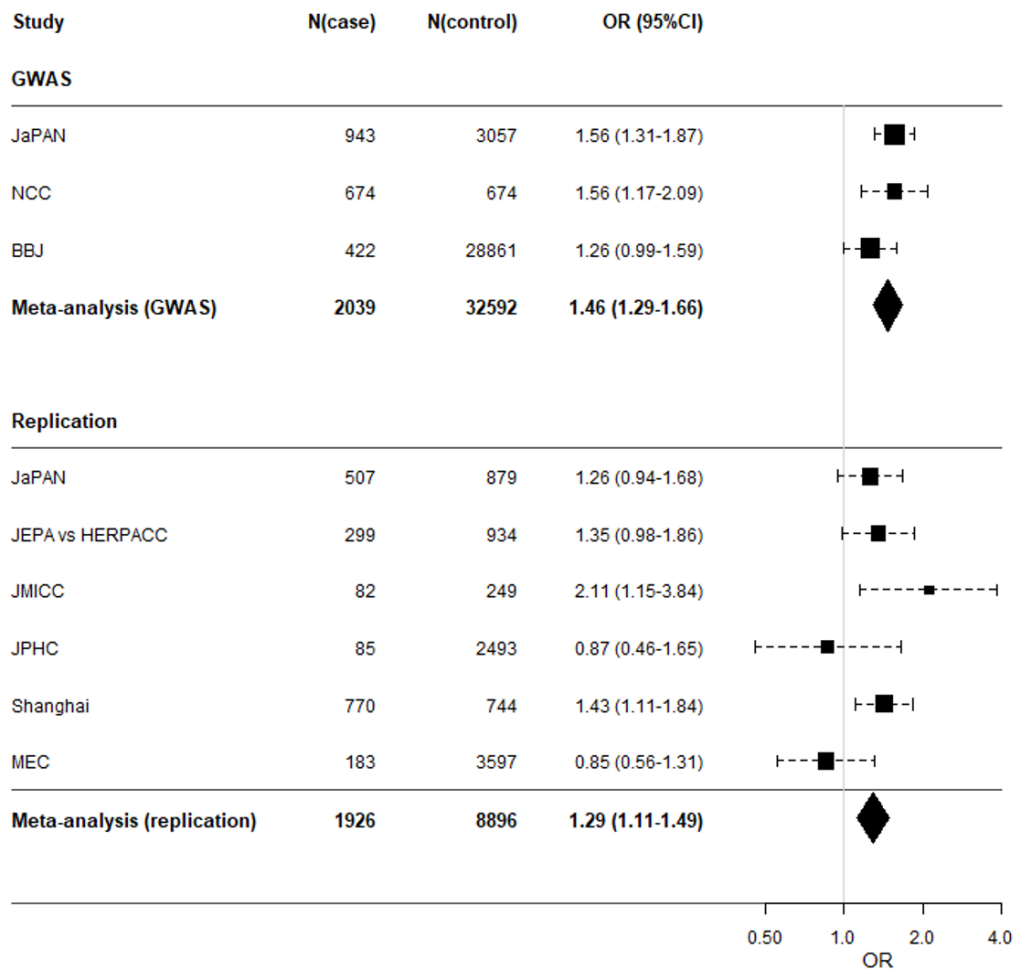 Study N(case) N(control) OR (95%CI)
GWAS
JaPAN 943 3057 1.56 (1.31-1.87)
NCC 674 674 1.56 (1.17-2.09)
BBJ 422 28861 1.26 (0.99-1.59)
Meta-analysis (GWAS) 2039 32592 1.46 (1.29-1.66)
Replication
JaPAN 507 879 1.26 (0.94-1.68)
JEPA vs HERPACC 299 934 1.35 (0.98-1.86)
JMICC 82 249 2.11 (1.15-3.84)
JPHC 85 2493 0.87 (0.46-1.65)
Shanghai 770 744 1.43 (1.11-1.84)
MEC 183 3597 0.85 (0.56-1.31)
Meta-analysis (replication) 1926 8896 1.29 (1.11-1.49)
0.50 1.0 2.0 4.0
OR